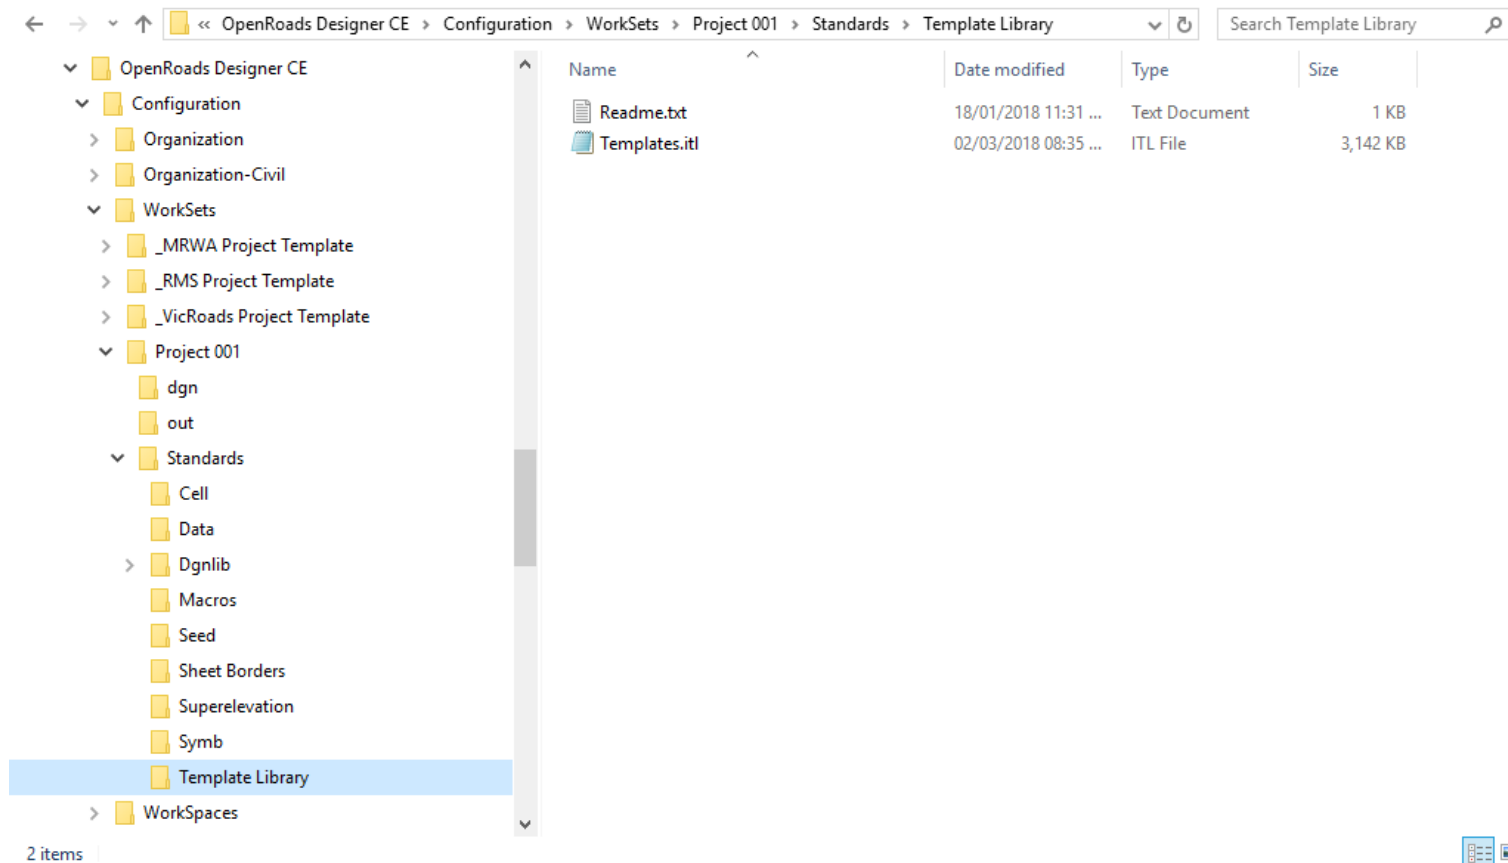 « OpenRoads Designer CE > Configuration > WorkSets > Project 001 > Standards > Template Library
Search Template Library
OpenRoads Designer CE
Configuration
Organization
Organization-Civil
WorkSets
_MRWA Project Template
_RMS Project Template
_VicRoads Project Template
Project 001
dgn
out
Standards
Cell
Data
Dgnlib
Macros
Seed
Sheet Borders
Superelevation
Symb
Template Library
WorkSpaces
Name Date modified Type Size
Readme.txt 18/01/2018 11:31 ... Text Document 1 KB
Templates.itl 02/03/2018 08:35 ... ITL File 3,142 KB
2 items